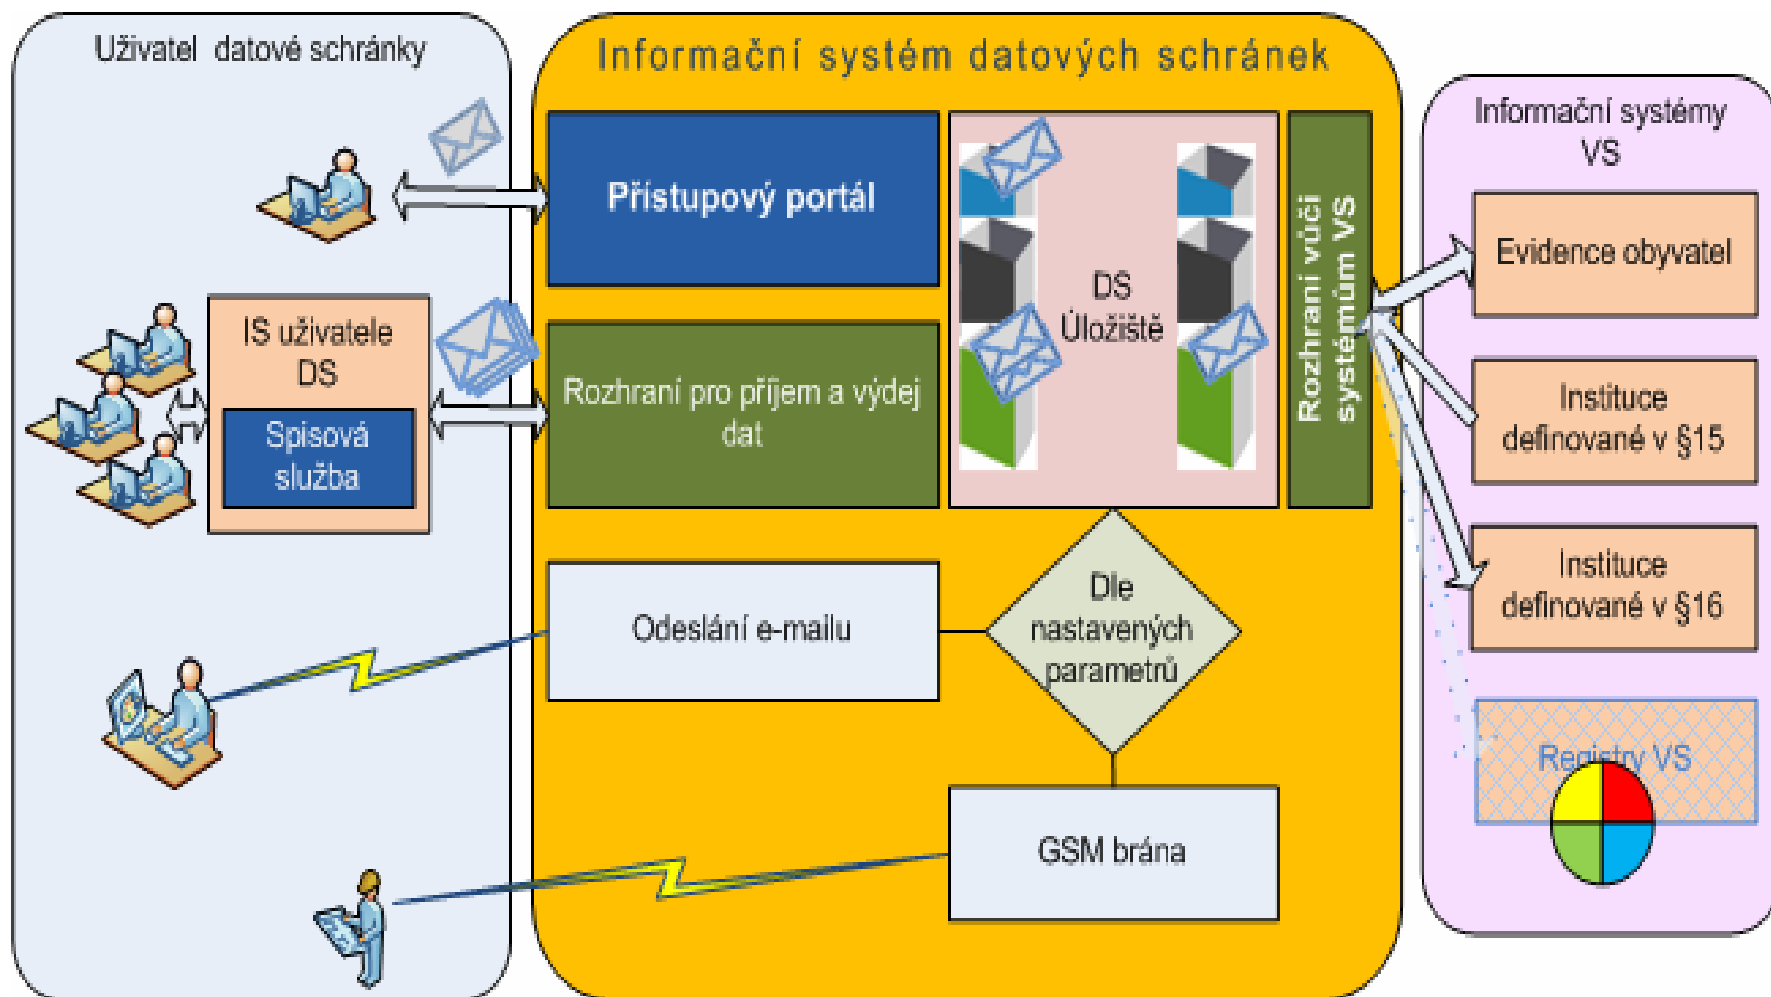 Uživatel datové schránky
Informační systém datových schránek
Informační systémy
VS
Přístupový portál
DS
Úložiště
Rozhraní vůči
systémům VS
Evidence obyvatel
IS uživatele
DS
Spisová
služba
Rozhraní pro příjem a výdej
dat
Instituce
definované v §15
Instituce
definované v §16
Odeslání e-mailu
Dle
nastavených
parametrů
Registry VS
GSM brána